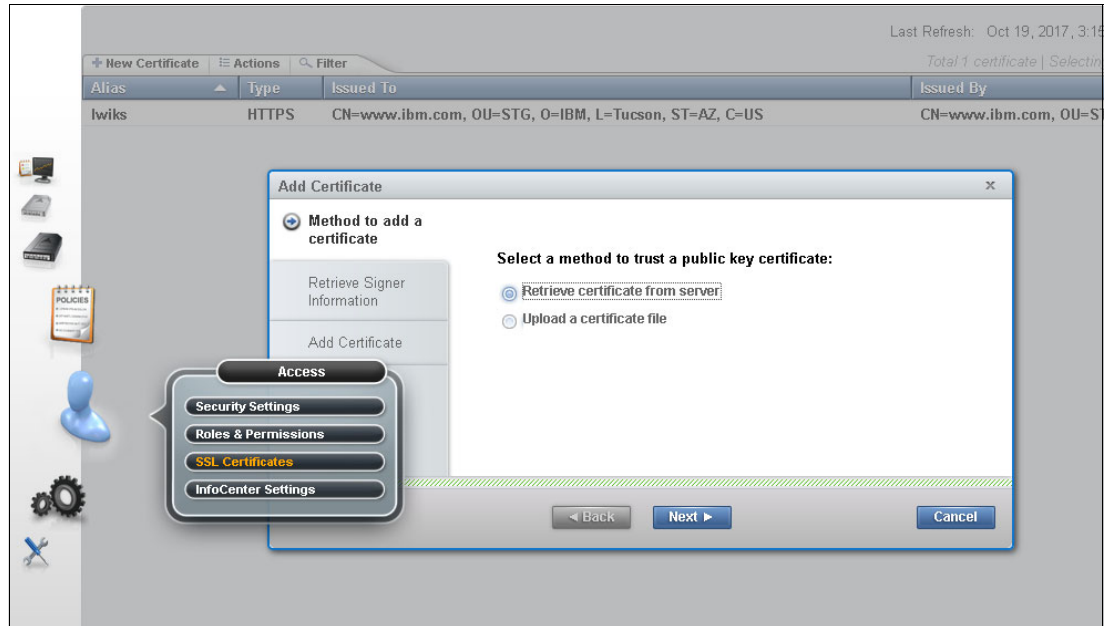 Last Refresh: Oct 19, 2017, 3:15
New Certificate Actions Filter
Total 1 certificate | Selectin
Alias Type Issued To Issued By
lwiks HTTPS CN=www.ibm.com, OU=STG, O=IBM, L=Tucson, ST=AZ, C=US CN=www.ibm.com, OU=ST
Add Certificate x
Method to add a
certificate
Retrieve Signer
Information
Add Certificate
Select a method to trust a public key certificate:
Retrieve certificate from server
Upload a certificate file
POLICIES
Access
Security Settings
Roles & Permissions
SSL Certificates
InfoCenter Settings
Back Next Cancel